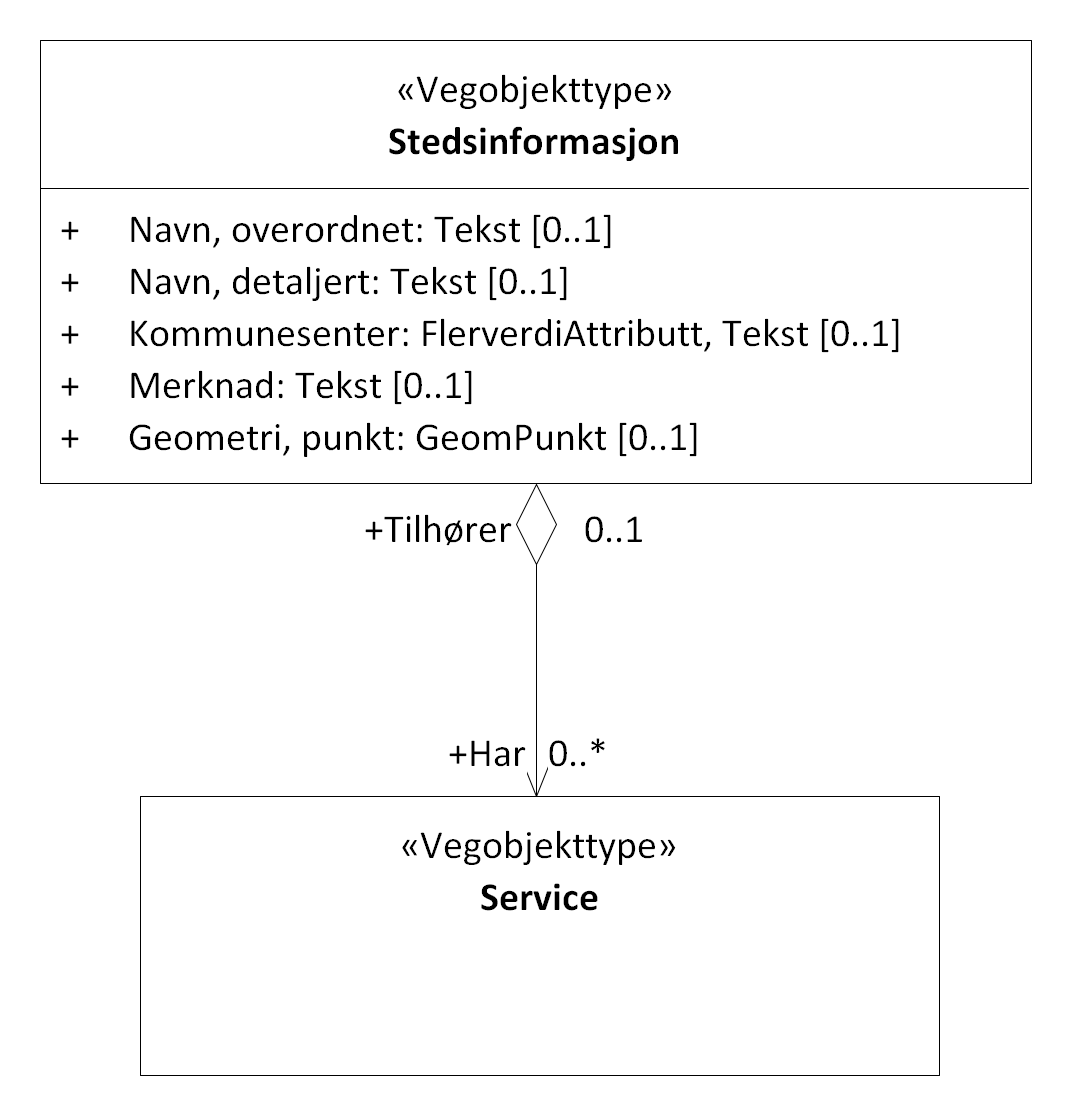 «Vegobjekttype»
Stedsinformasjon
+ Navn, overordnet: Tekst [0..1]
+ Navn, detaljert: Tekst [0..1]
+ Kommunesenter: FlerverdiAttributt, Tekst [0..1]
+ Merknad: Tekst [0..1]
+ Geometri, punkt: GeomPunkt [0..1]
+Tilhører 0..1
+Har 0..*
«Vegobjekttype»
Service